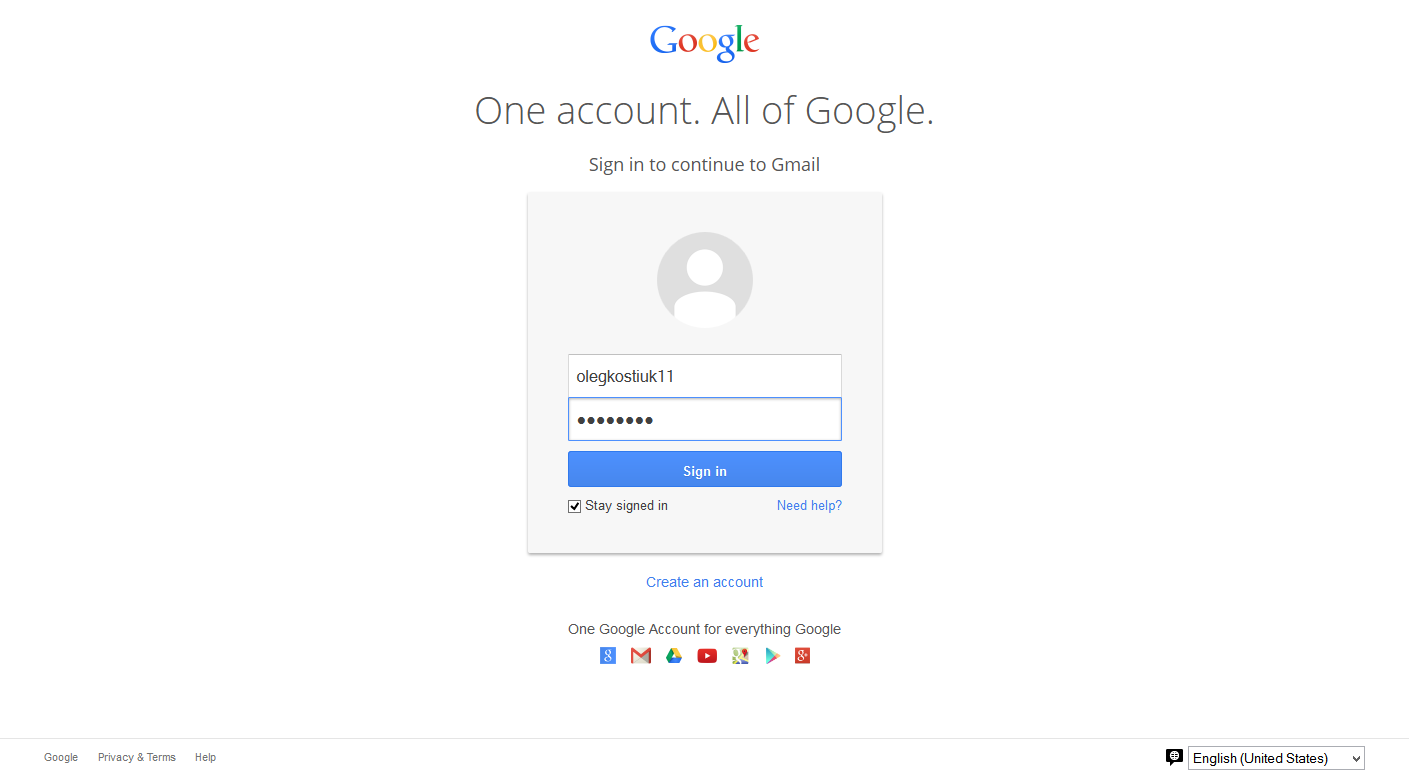 Google
One account. All of Google.
Sign in to continue to Gmail
olegkostiuk11
••••••••
Sign in
Stay signed in
Need help?
Create an account
One Google Account for everything Google
Google
Privacy & Terms
Help
English (United States)